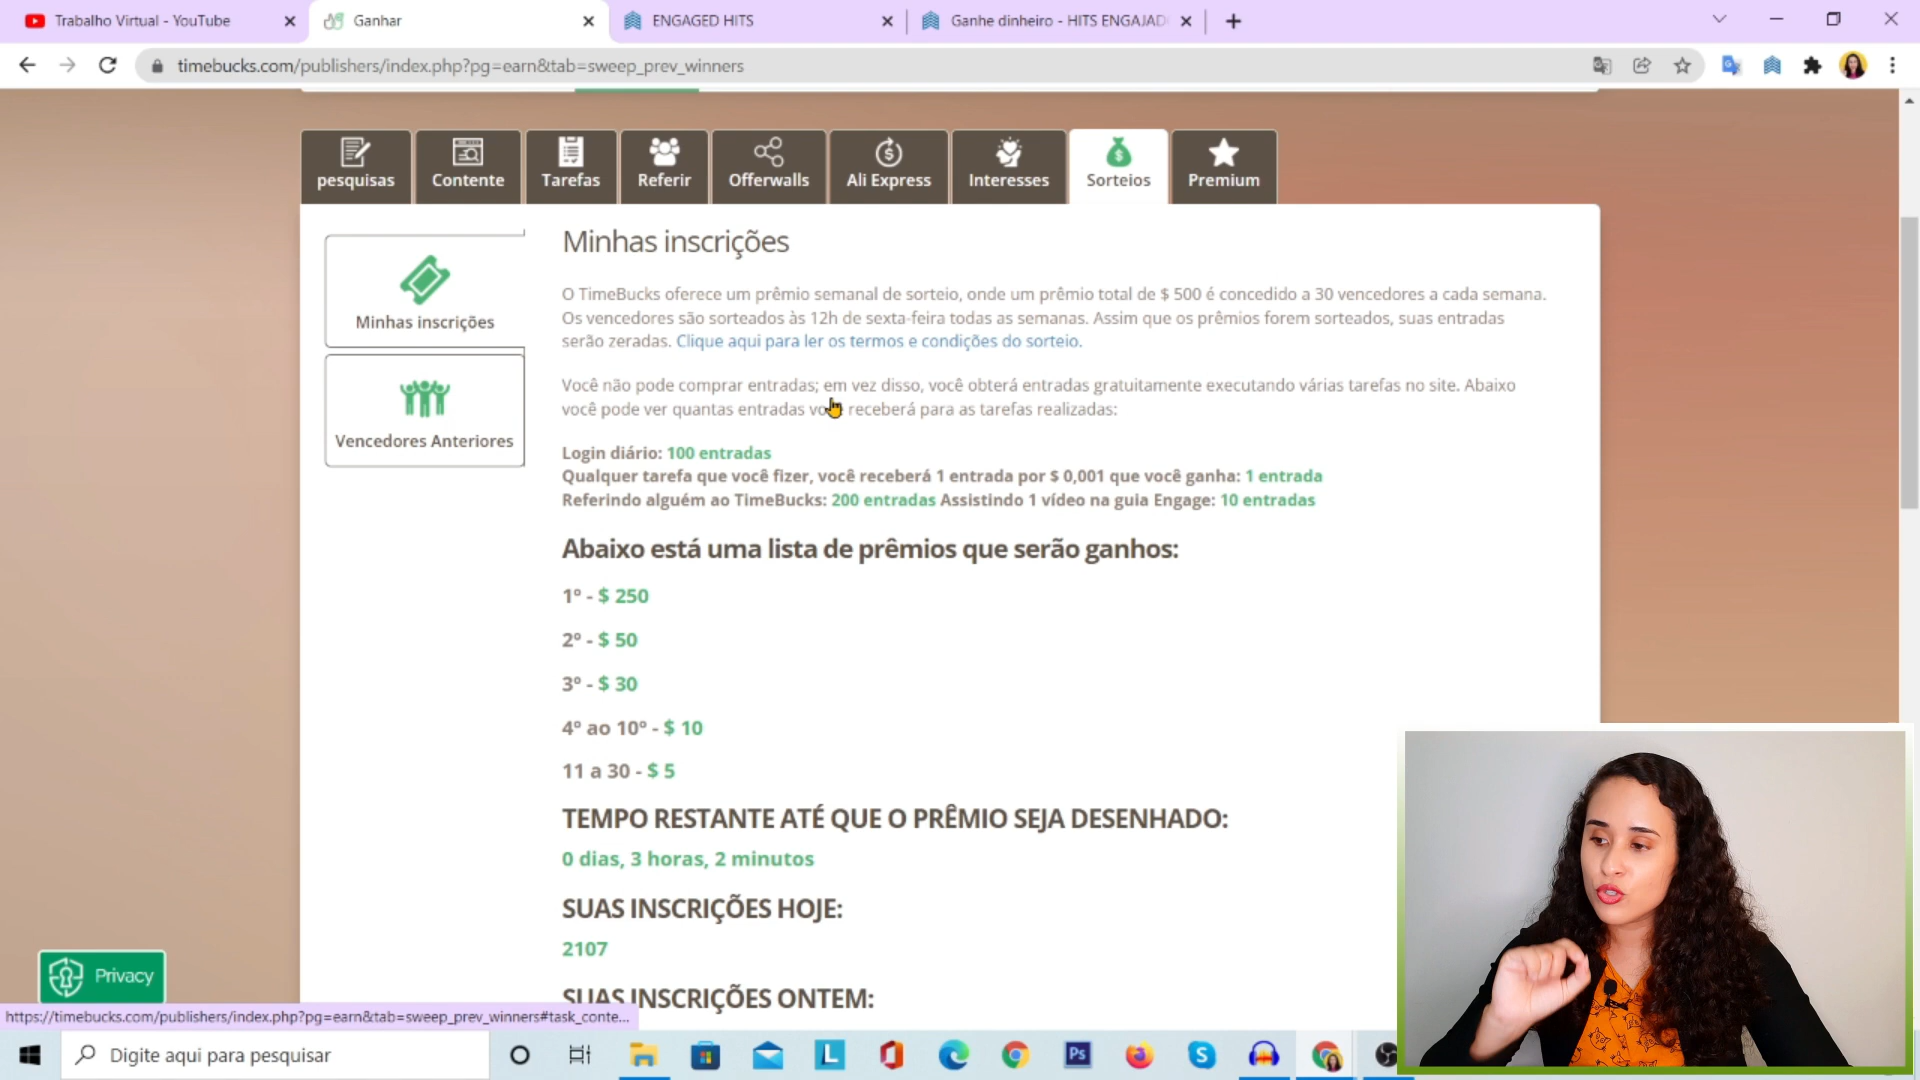 Trabalho Virtual - YouTube
Ganhar
ENGAGED HITS
Ganhe dinheiro - HITS ENGAJAD
timebucks.com/publishers/index.php?pg=earn&tab=sweep_prev_winners
pesquisas
Contente
Tarefas
Referir
Offerwalls
Ali Express
Interesses
Sorteios
Premium
Minhas inscrições
Vencedores Anteriores
Minhas inscrições
O TimeBucks oferece um prêmio semanal de sorteio, onde um prêmio total de $ 500 é concedido a 30 vencedores a cada semana.
Os vencedores são sorteados às 12h de sexta-feira todas as semanas. Assim que os prêmios forem sorteados, suas entradas
serão zeradas. Clique aqui para ler os termos e condições do sorteio.
Você não pode comprar entradas; em vez disso, você obterá entradas gratuitamente executando várias tarefas no site. Abaixo
você pode ver quantas entradas receberá para as tarefas realizadas:
Login diário: 100 entradas
Qualquer tarefa que você fizer, você receberá 1 entrada por $ 0,001 que você ganha: 1 entrada
Referindo alguém ao TimeBucks: 200 entradas Assistindo 1 vídeo na guia Engage: 10 entradas
Abaixo está uma lista de prêmios que serão ganhos:
1º - $ 250
2º - $ 50
3º - $ 30
4º ao 10º - $ 10
11 a 30 - $ 5
TEMPO RESTANTE ATÉ QUE O PRÊMIO SEJA DESENHADO:
0 dias, 3 horas, 2 minutos
SUAS INSCRIÇÕES HOJE:
2107
SUAS INSCRIÇÕES ONTEM:
Privacy
https://timebucks.com/publishers/index.php?pg=earn&tab=sweep_prev_winners#task_conte...
Digite aqui para pesquisar
L
Ps
S